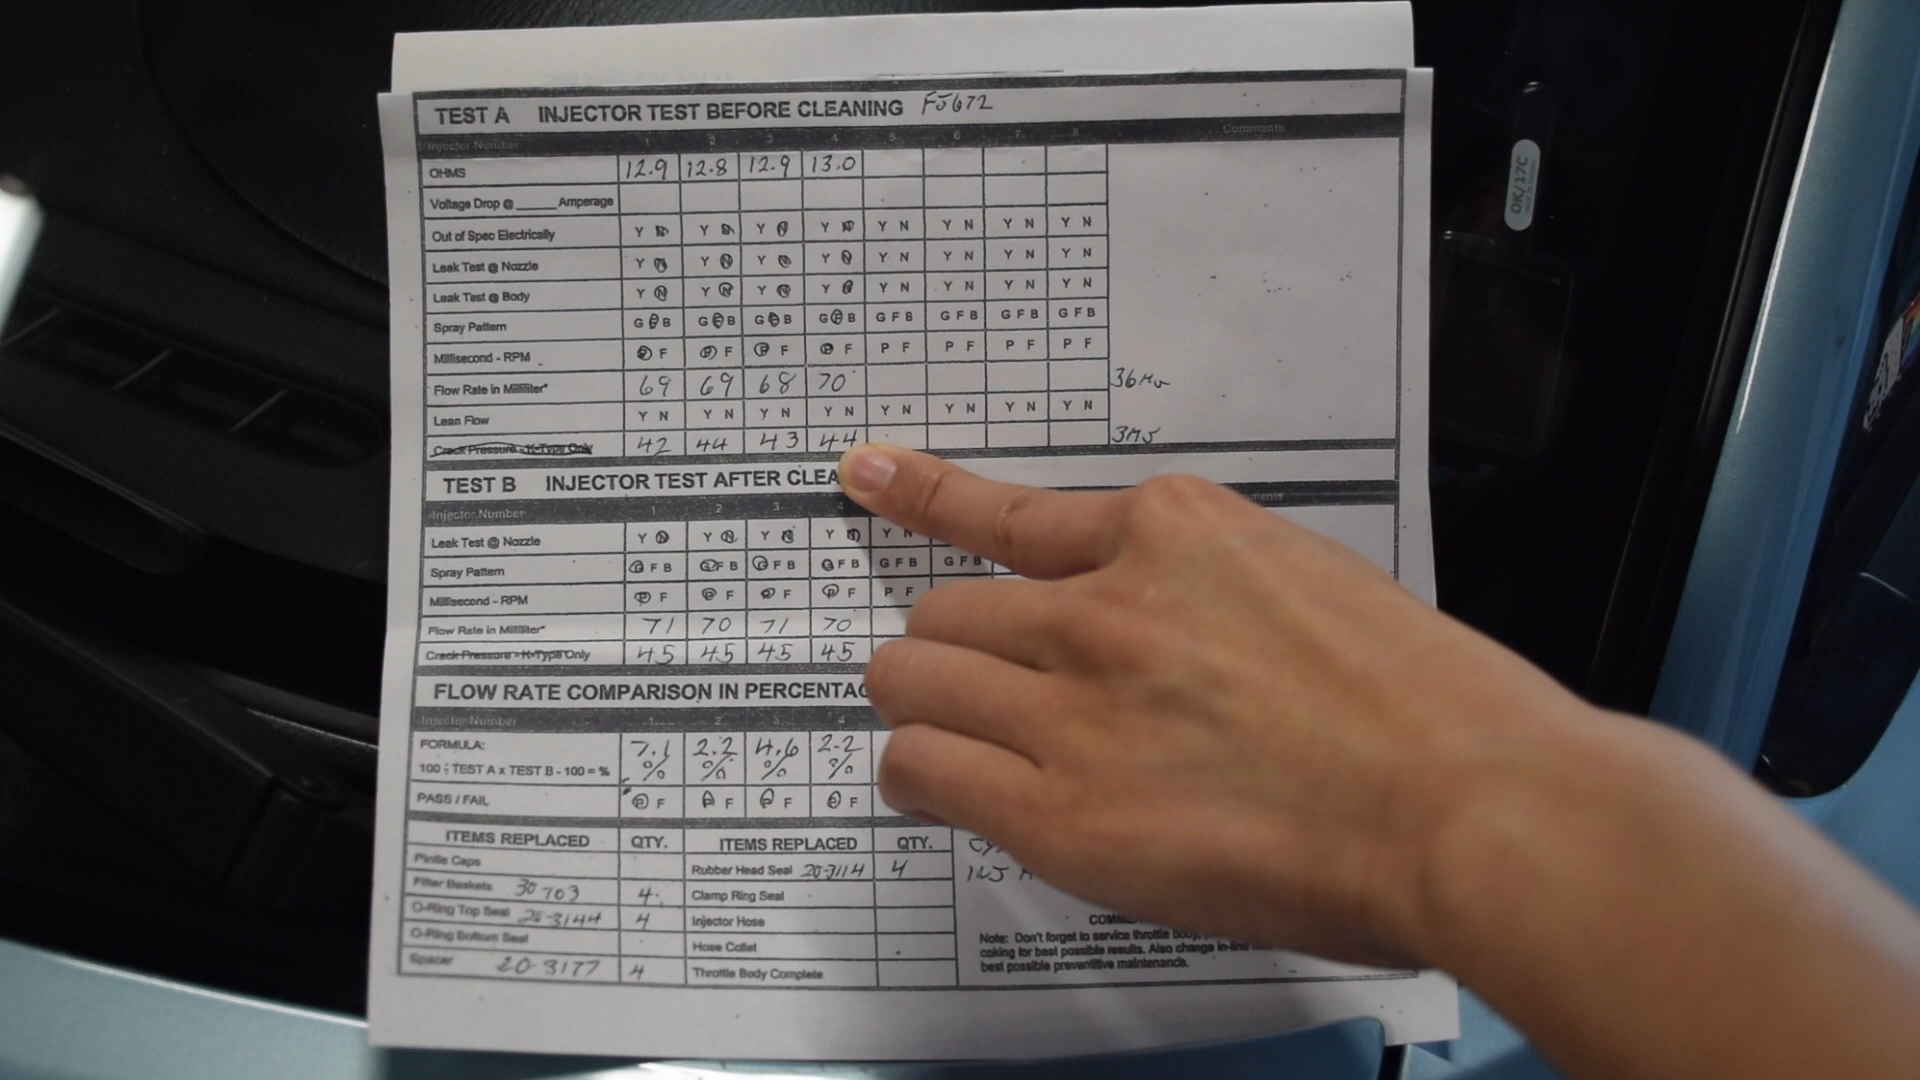 TEST A INJECTOR TEST BEFORE CLEANING FJ672
Injector Number 1 2 3 4 5 6 7 8 Comments
OHMS 12.9 12.8 12.9 13.0
Voltage Drop @ ____ Amperage
Out of Spec Electrically Y N Y N Y N Y N Y N Y N Y N Y N
Leak Test @ Nozzle Y N Y N Y N Y N Y N Y N Y N Y N
Leak Test @ Body Y N Y N Y N Y N Y N Y N Y N Y N
Spray Pattern G F B G F B G F B G F B G F B G F B G F B G F B
Millisecond - RPM P F P F P F P F P F P F P F P F
Flow Rate in Milliliter* 69 69 68 70
Lean Flow Y N Y N Y N Y N Y N Y N Y N Y N
Crack Pressure - K-Type Only 42 44 43 44 3MS
TEST B INJECTOR TEST AFTER CLEA
Injector Number 1 2 3 4
Leak Test @ Nozzle Y N Y N Y N Y N Y N
Spray Pattern G F B G F B G F B G F B G F B G F B
Millisecond - RPM P F P F P F P F P F
Flow Rate in Milliliter* 71 70 71 70
Crack Pressure - K-Type Only 45 45 45 45
FLOW RATE COMPARISON IN PERCENTAG
Injector Number 1 2 3 4
FORMULA: 7.1 2.2 4.6 2.2
100 ÷ TEST A x TEST B - 100 = % % % % %
PASS / FAIL P F P F P F P F
ITEMS REPLACED QTY. ITEMS REPLACED QTY.
Pintle Caps Rubber Head Seal 20-3114 4
Filter Baskets 30703 4 Clamp Ring Seal
O-Ring Top Seal 20-3144 4 Injector Hose
O-Ring Bottom Seal Hose Collet
Spacer 20-3177 4 Throttle Body Complete
INJ
Note: Don't forget to service throttle body,
coking for best possible results. Also change in-line
best possible preventitive maintenance.
OK/17C